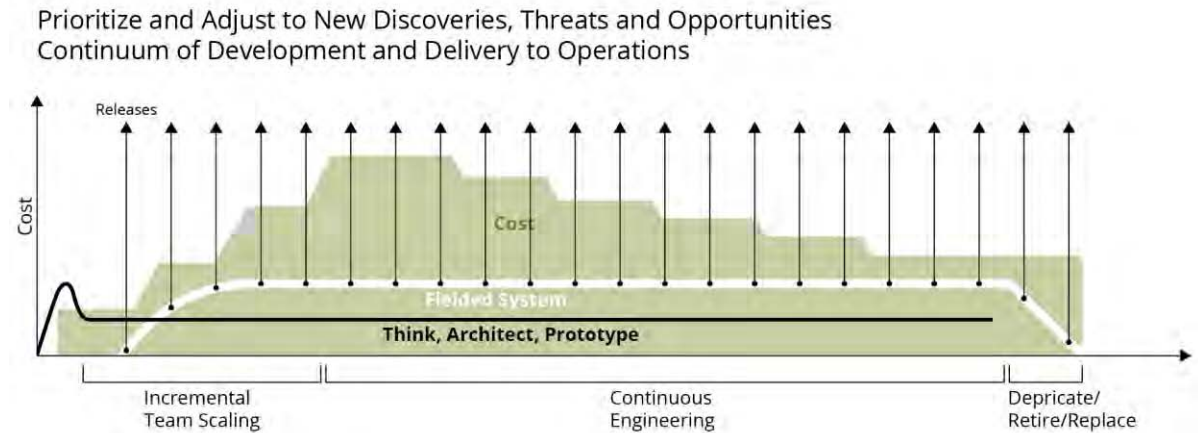 Prioritize and Adjust to New Discoveries, Threats and Opportunities
Continuum of Development and Delivery to Operations
Releases
Cost
Cost
Fielded System
Think, Architect, Prototype
Incremental
Team Scaling
Continuous
Engineering
Depricate/
Retire/Replace